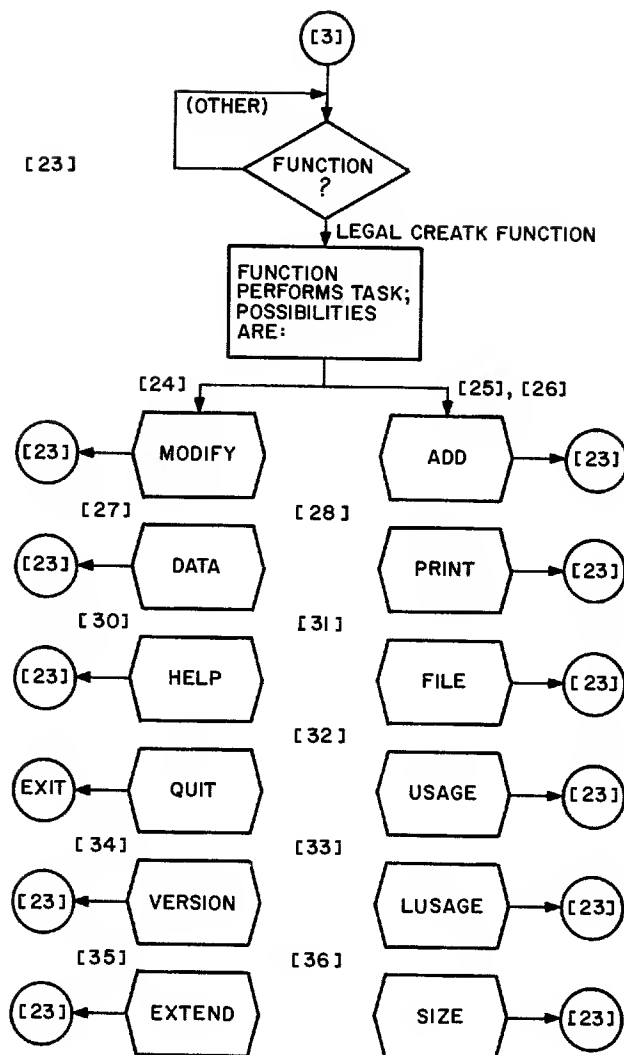 [3]
(OTHER)
[23]
FUNCTION
?
LEGAL CREATK FUNCTION
FUNCTION
PERFORMS TASK;
POSSIBILITIES
ARE:
[24]
[25], [26]
[23]
MODIFY
ADD
[23]
[27]
[28]
[23]
DATA
PRINT
[23]
[30]
[31]
[23]
HELP
FILE
[23]
[32]
EXIT
QUIT
USAGE
[23]
[34]
[33]
[23]
VERSION
LUSAGE
[23]
[35]
[36]
[23]
EXTEND
SIZE
[23]